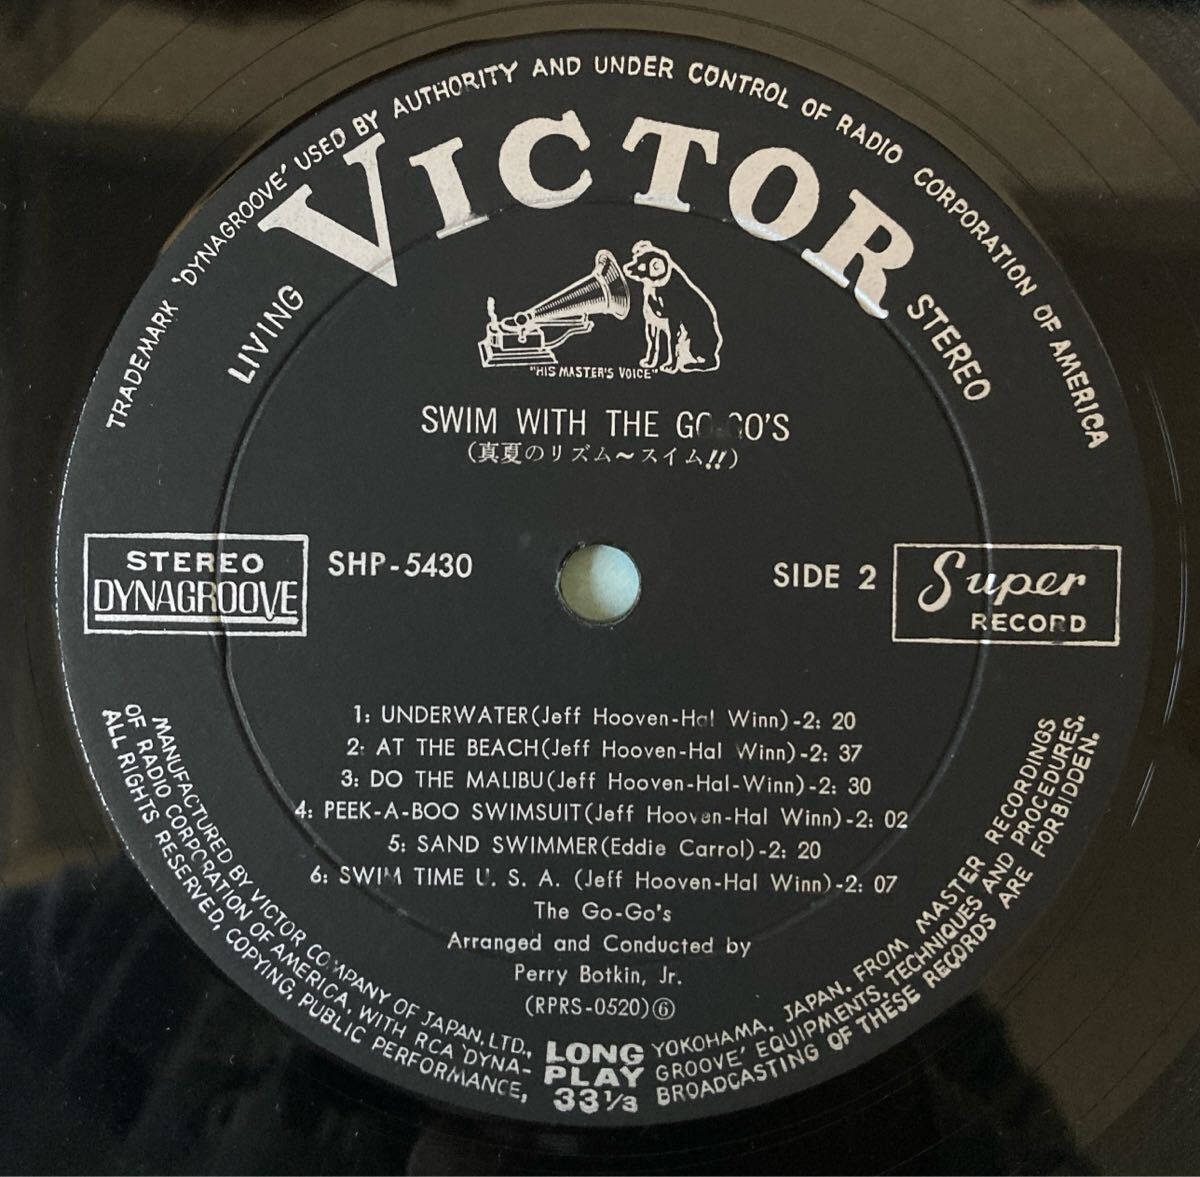 TRADEMARK 'DYNAGROOVE' USED BY AUTHORITY AND UNDER CONTROL OF RADIO CORPORATION OF AMERICA
VICTOR
LIVING
STEREO
"HIS MASTER'S VOICE"
SWIM WITH THE GO-GO'S
(真夏のリズム～スイム!!)
STEREO
DYNAGROOVE
SHP-5430
SIDE 2
Super
RECORD
1: UNDERWATER(Jeff Hooven-Hal Winn)-2: 20
2: AT THE BEACH(Jeff Hooven-Hal Winn)-2: 37
3: DO THE MALIBU(Jeff Hooven-Hal-Winn)-2: 30
4: PEEK-A-BOO SWIMSUIT(Jeff Hooven-Hal Winn)-2: 02
5: SAND SWIMMER(Eddie Carrol)-2: 20
6: SWIM TIME U. S. A. (Jeff Hooven-Hal Winn)-2: 07
The Go-Go's
Arranged and Conducted by
Perry Botkin, Jr.
(RPRS-0520)⑥
MANUFACTURED BY VICTOR COMPANY OF JAPAN, LTD., YOKOHAMA, JAPAN. FROM MASTER RECORDINGS
OF RADIO CORPORATION OF AMERICA, WITH RCA DYNA-GROOVE' EQUIPMENTS, TECHNIQUES AND PROCEDURES.
ALL RIGHTS RESERVED, COPYING, PUBLIC PERFORMANCE, BROADCASTING OF THESE RECORDS ARE FORBIDDEN.
LONG
PLAY
33 1/3